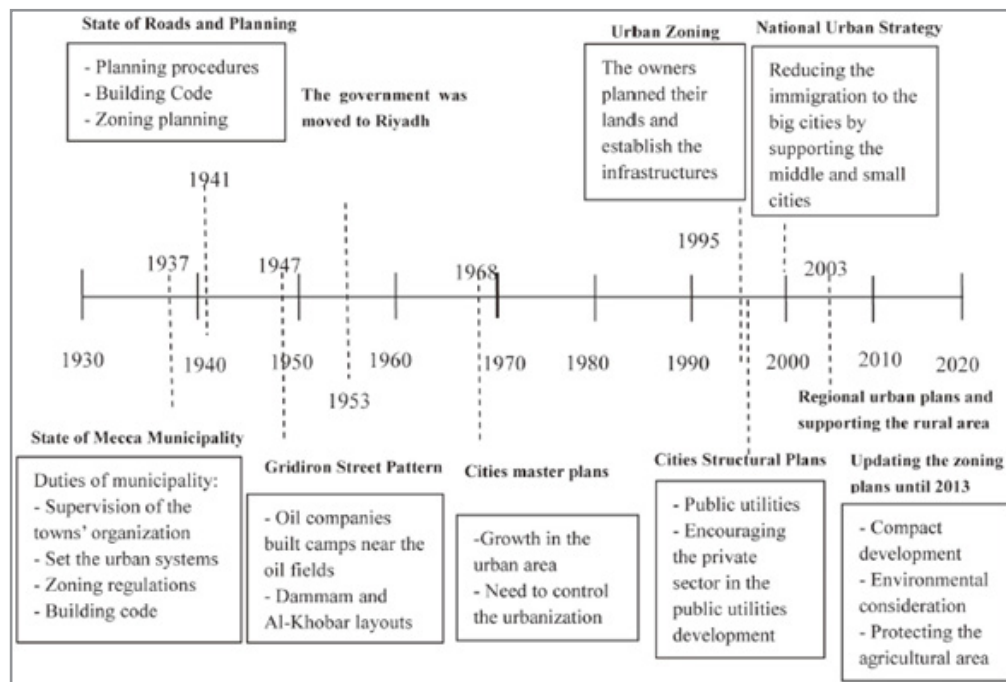 State of Roads and Planning
- Planning procedures
- Building Code
- Zoning planning
The government was
moved to Riyadh
Urban Zoning
The owners
planned their
lands and
establish the
infrastructures
National Urban Strategy
Reducing the
immigration to the
big cities by
supporting the
middle and small
cities
1941
1995
1937
1947
1968
2003
1930
1940
1950
1960
1970
1980
1990
2000
2010
2020
1953
State of Mecca Municipality
Duties of municipality:
- Supervision of the
towns' organization
- Set the urban systems
- Zoning regulations
- Building code
Gridiron Street Pattern
- Oil companies
built camps near the
oil fields
- Dammam and
Al-Khobar layouts
Cities master plans
-Growth in the
urban area
- Need to control
the urbanization
Cities Structural Plans
- Public utilities
- Encouraging
the private
sector in the
public utilities
development
Regional urban plans and
supporting the rural area
Updating the zoning
plans until 2013
- Compact
development
- Environmental
consideration
- Protecting the
agricultural area